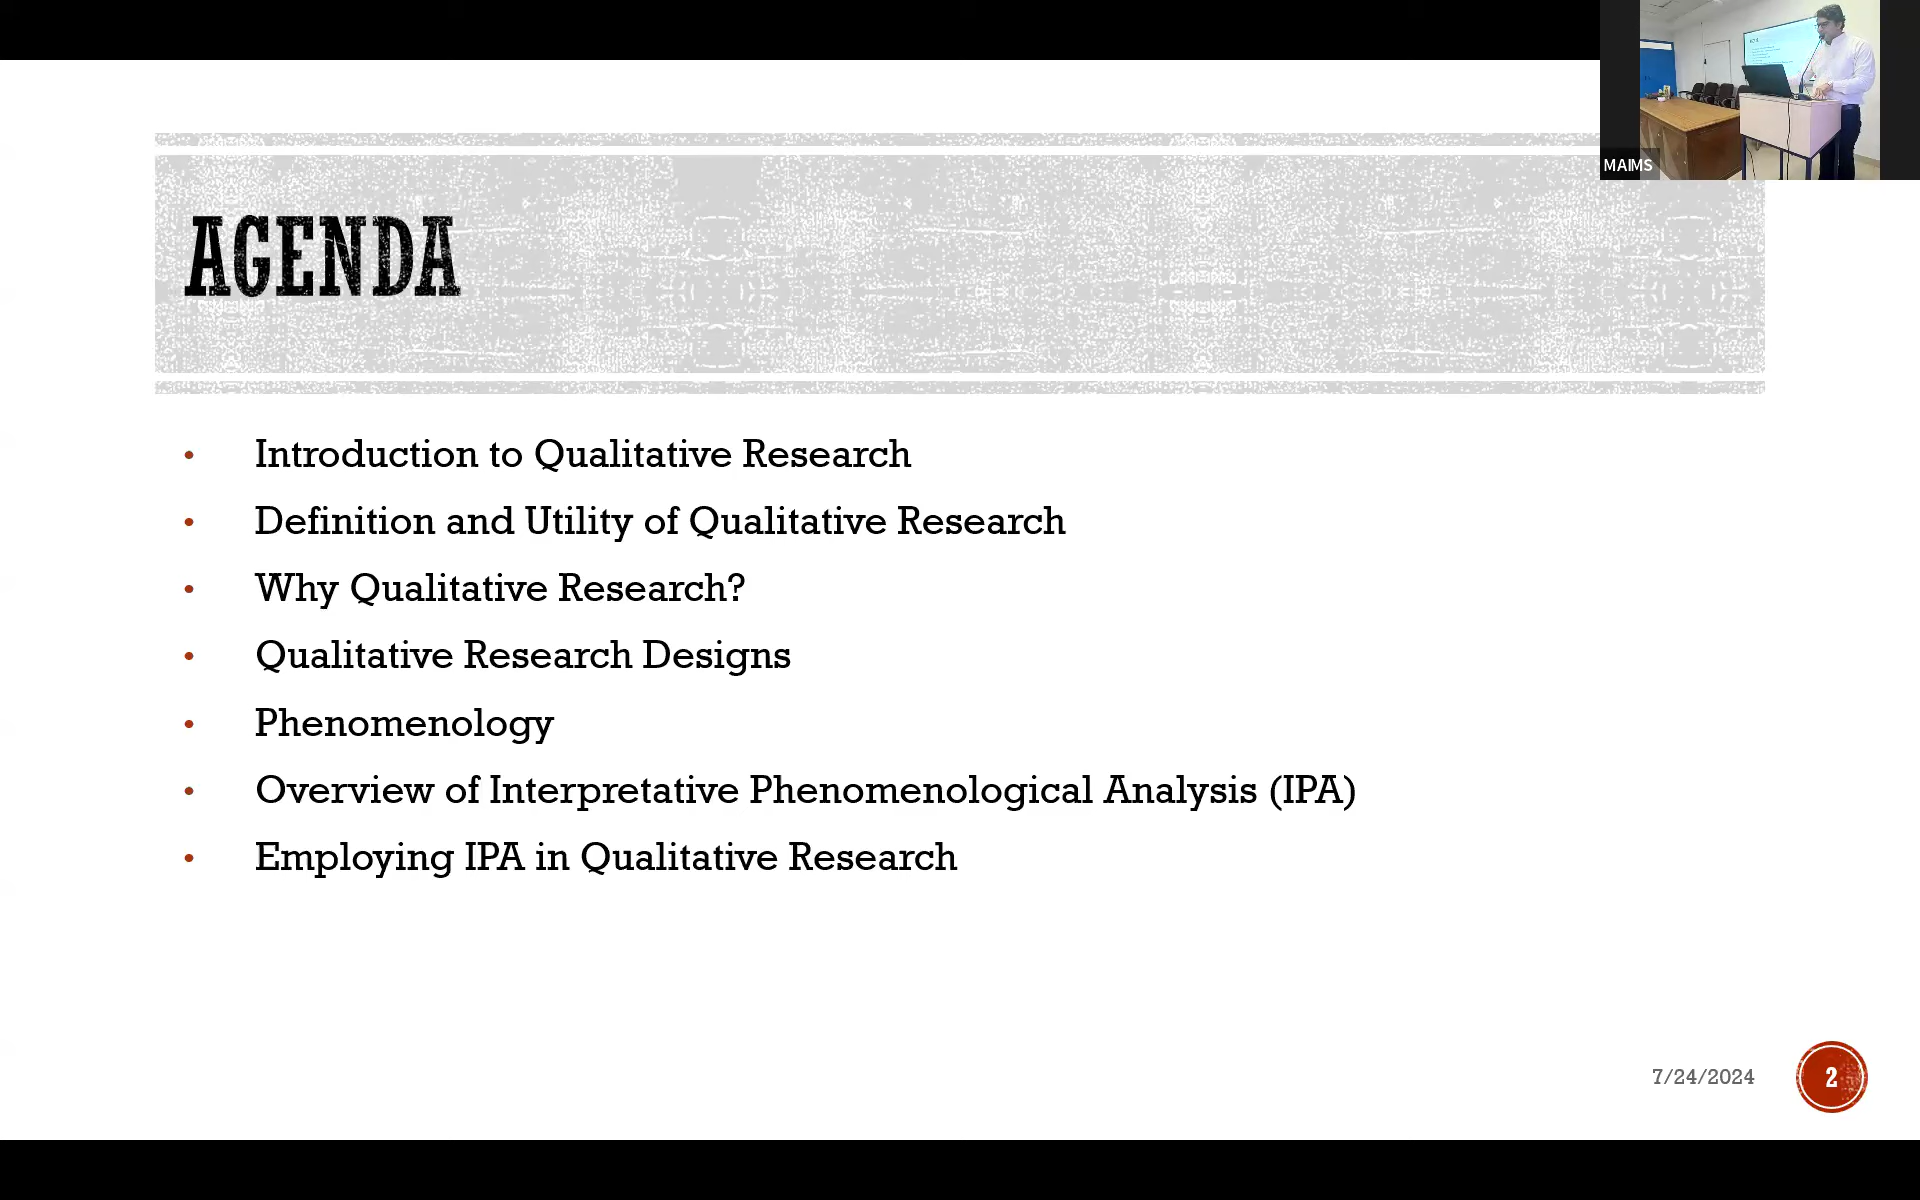 MAIMS
AGENDA
• Introduction to Qualitative Research
• Definition and Utility of Qualitative Research
• Why Qualitative Research?
• Qualitative Research Designs
• Phenomenology
• Overview of Interpretative Phenomenological Analysis (IPA)
• Employing IPA in Qualitative Research
7/24/2024
2